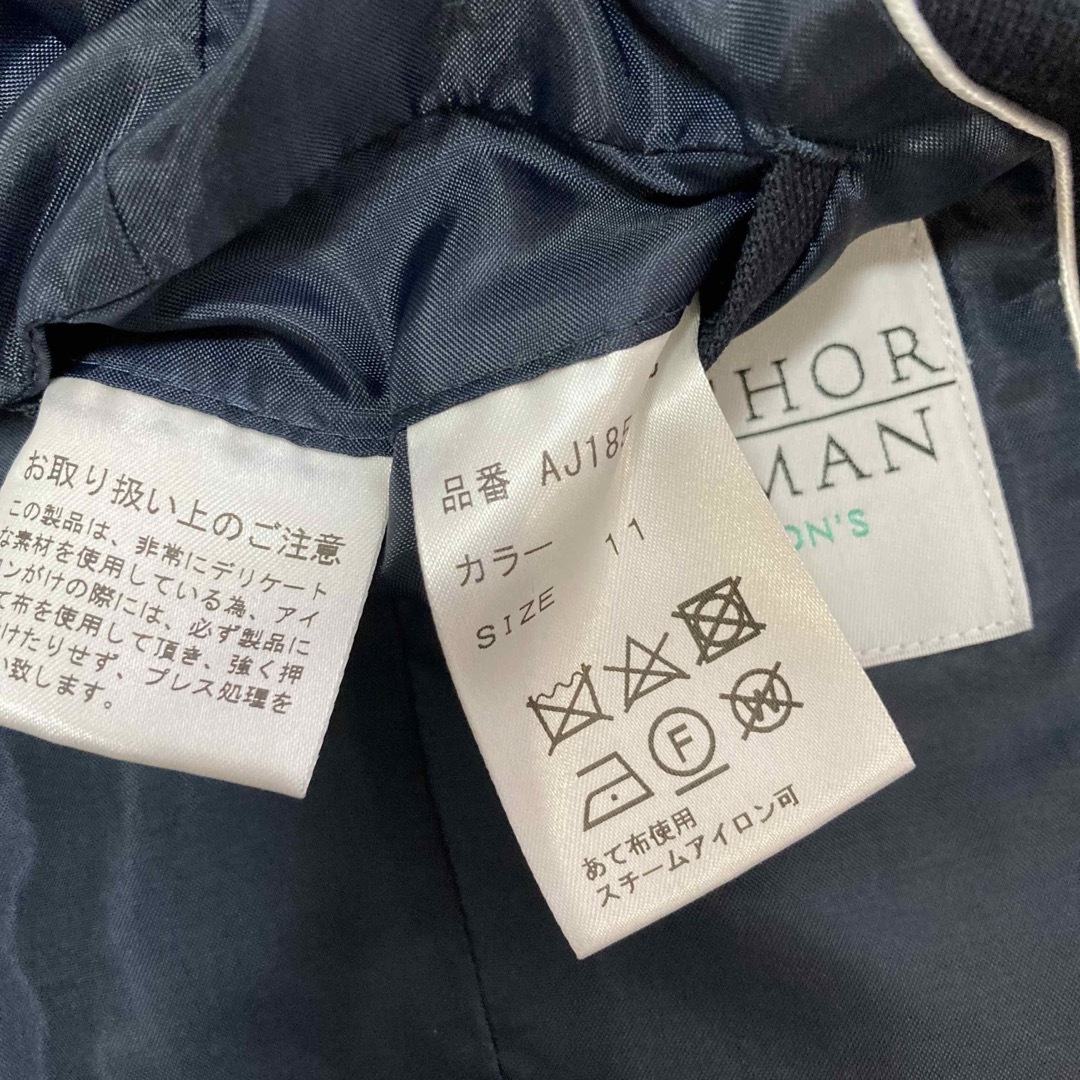 お取り扱い上のご注意
この製品は、非常にデリケート
な素材を使用している為、アイ
ロンがけの際には、必ず製品に
て布を使用して頂き、強く押
けたりせず、プレス処理を
い致します。
品番 AJ185
カラー 11
SIZE
F
W
あて布使用
スチームアイロン可
HOR
MAN
ON'S